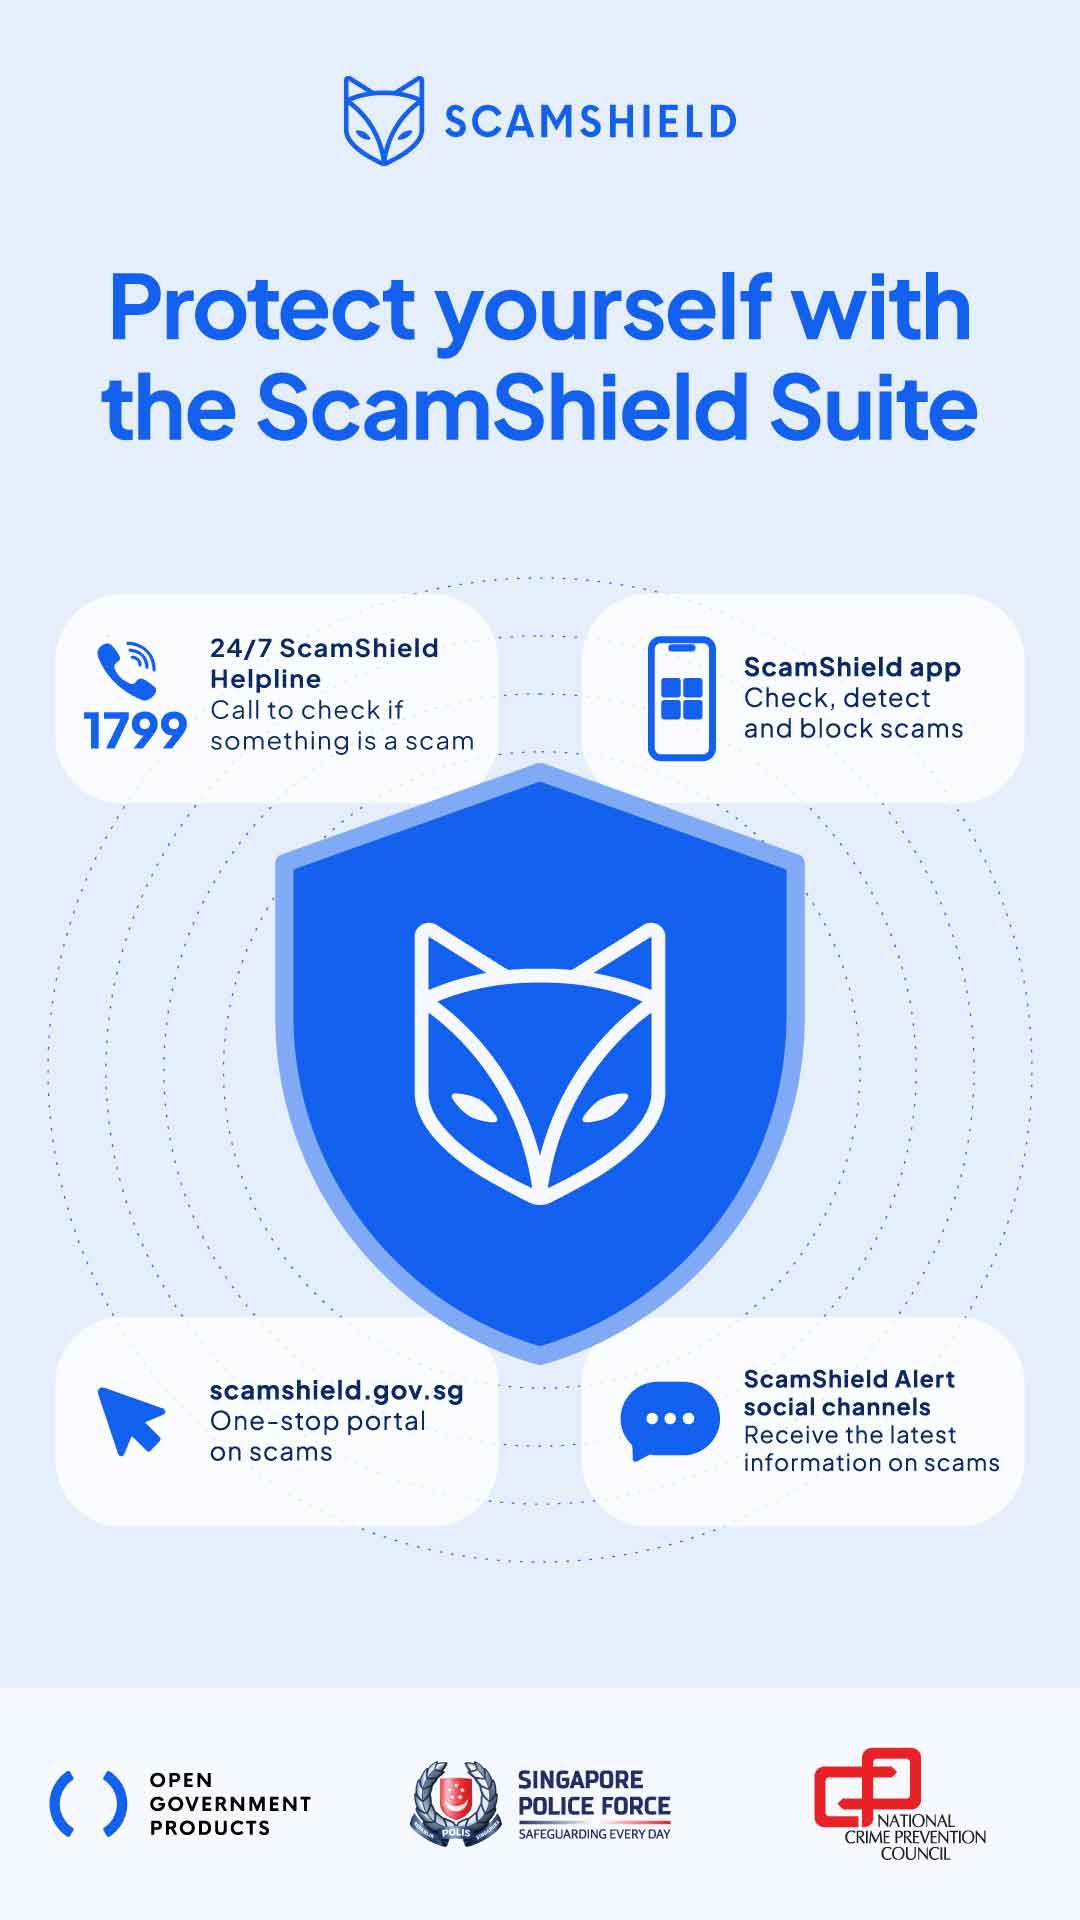 SCAMSHIELD
Protect yourself with
the ScamShield Suite
1799
24/7 ScamShield
Helpline
Call to check if
something is a scam
ScamShield app
Check, detect
and block scams
scamshield.gov.sg
One-stop portal
on scams
ScamShield Alert
social channels
Receive the latest
information on scams
OPEN
GOVERNMENT
PRODUCTS
POLIS
SINGAPORE
POLICE FORCE
SAFEGUARDING EVERY DAY
NATIONAL
CRIME PREVENTION
COUNCIL